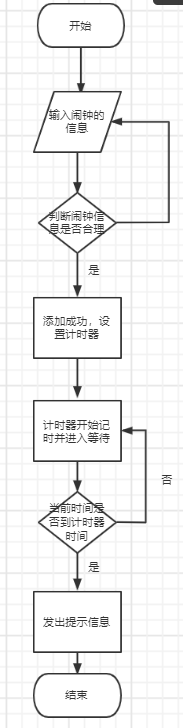 开始
输入闹钟的
信息
判断闹钟信
息是否合理
是
添加成功，设
置计时器
计时器开始记
时并进入等待
否
当前时间是
否到计时器
时间
是
发出提示信息
结束